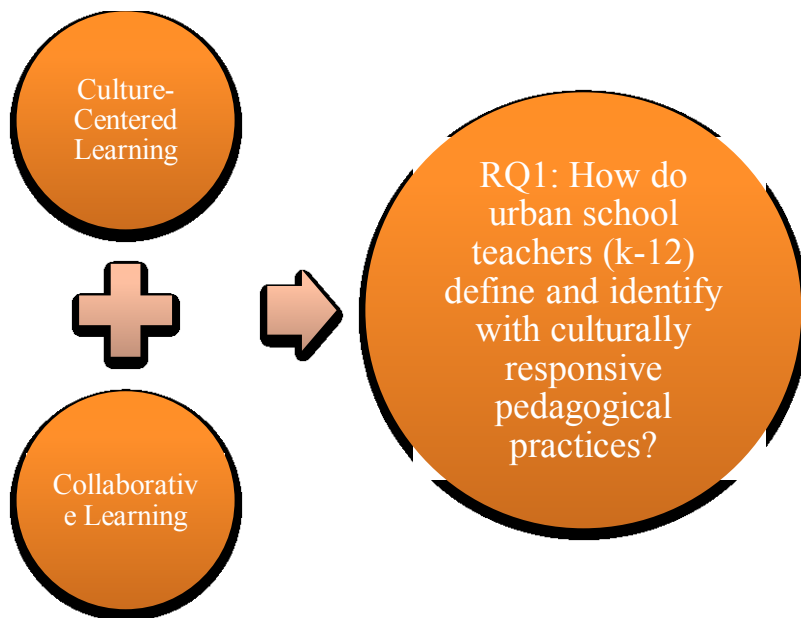 Culture-
Centered
Learning
Collaborativ
e Learning
RQ1: How do
urban school
teachers (k-12)
define and identify
with culturally
responsive
pedagogical
practices?